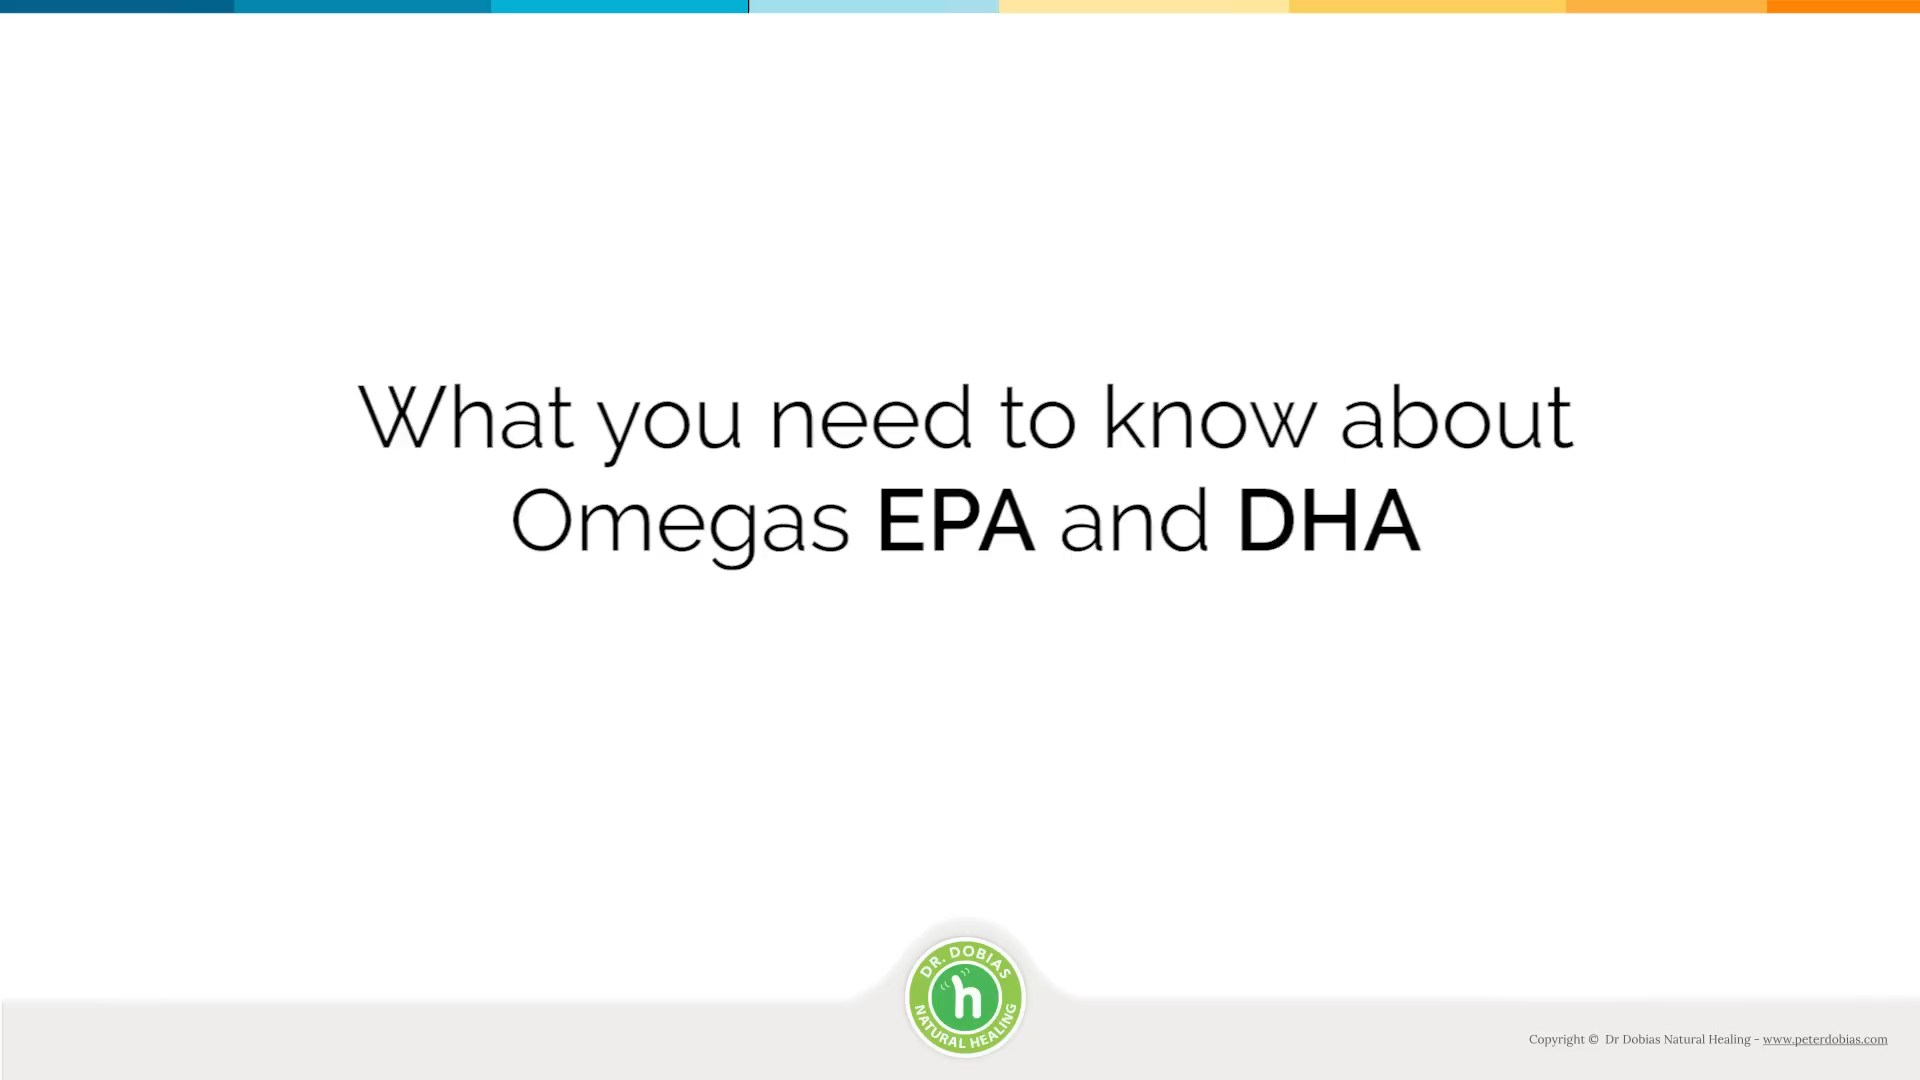 What you need to know about
Omegas EPA and DHA
DR. DOBIAS
h
NATURAL HEALING
Copyright © Dr Dobias Natural Healing - www.peterdobias.com